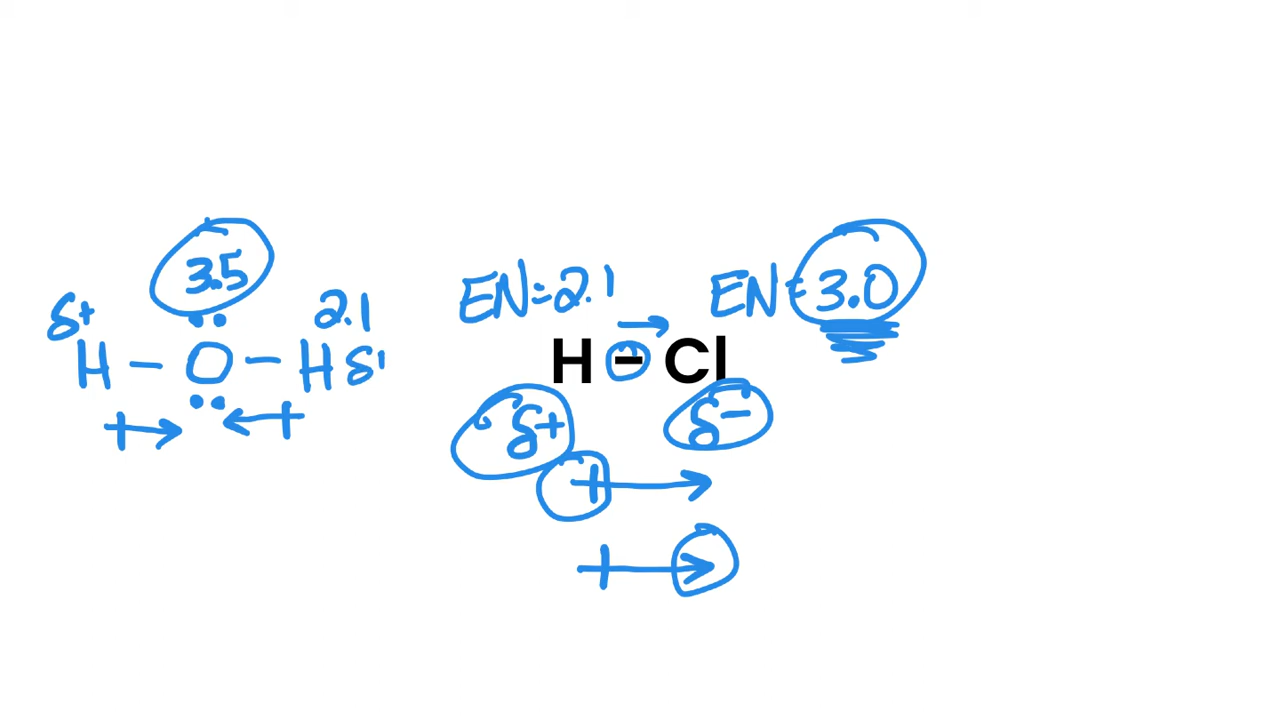 3.5
δ+ 2.1
H – O – H δ
EN=2.1 EN=3.0
H – Cl
δ+ δ−